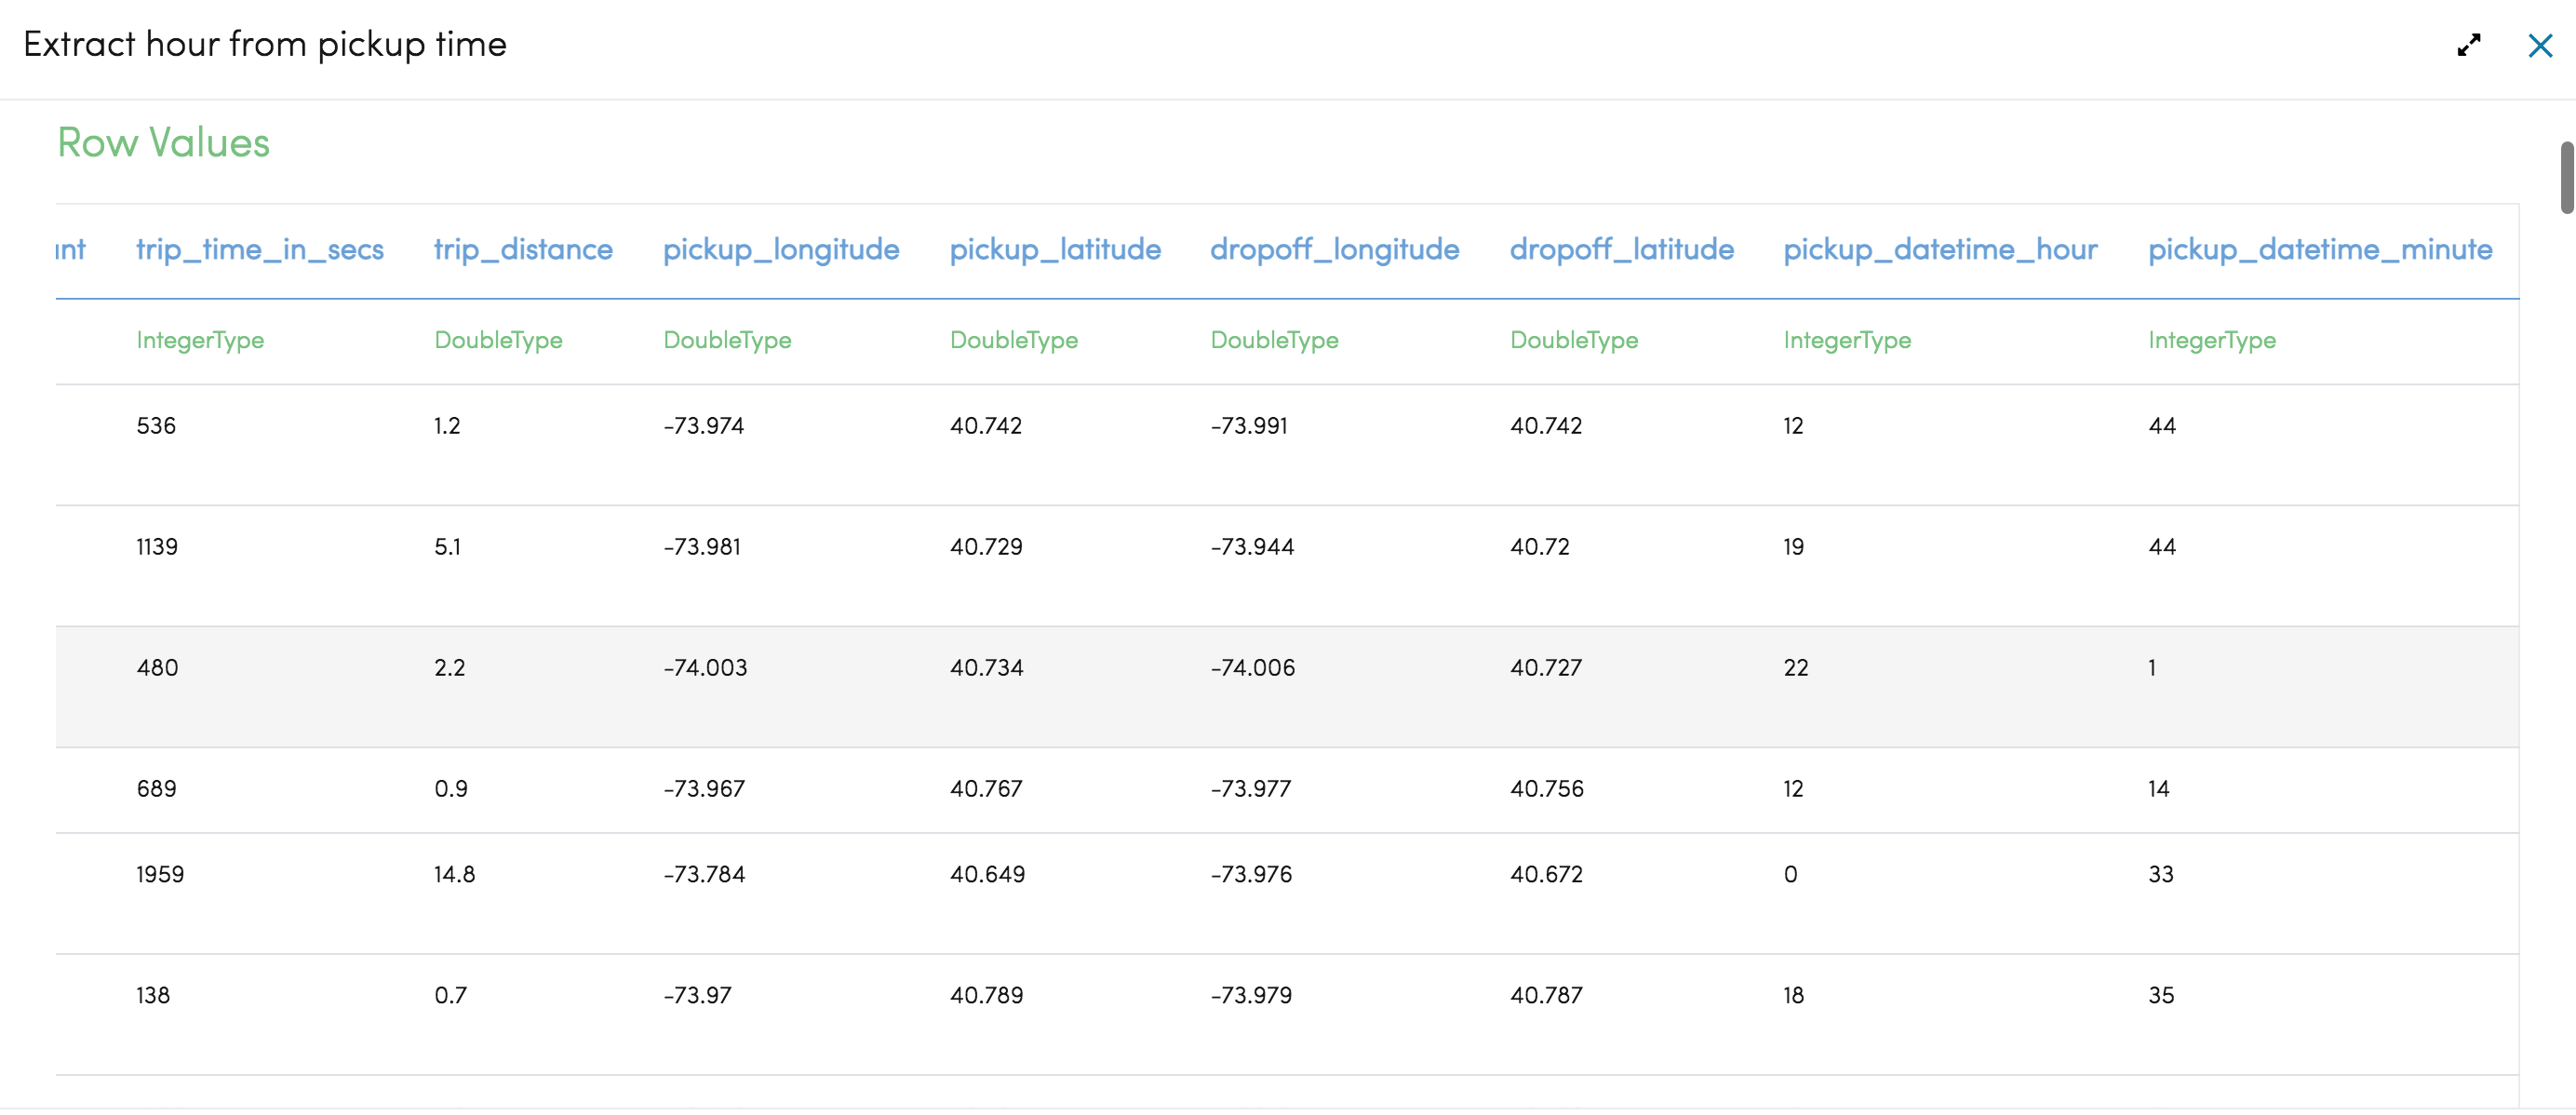 Extract hour from pickup time
Row Values
trip_time_in_secs trip_distance pickup_longitude pickup_latitude dropoff_longitude dropoff_latitude pickup_datetime_hour pickup_datetime_minute
IntegerType DoubleType DoubleType DoubleType DoubleType DoubleType IntegerType IntegerType
536 1.2 -73.974 40.742 -73.991 40.742 12 44
1139 5.1 -73.981 40.729 -73.944 40.72 19 44
480 2.2 -74.003 40.734 -74.006 40.727 22 1
689 0.9 -73.967 40.767 -73.977 40.756 12 14
1959 14.8 -73.784 40.649 -73.976 40.672 0 33
138 0.7 -73.97 40.789 -73.979 40.787 18 35